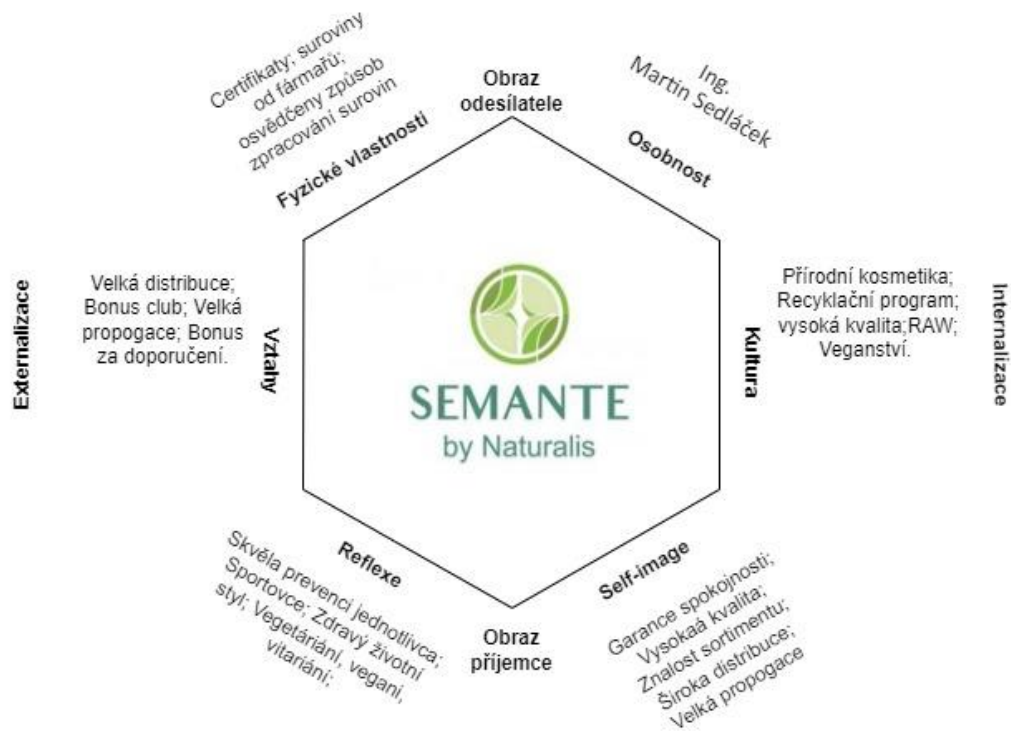 Certifikaty; suroviny
od fármařů;
osvědčeny způsob
zpracování surovin
Fyzické vlastnosti
Obraz
odesílatele
Ing.
Martin Sedláček
Osobnost
Externalizace
Velká distribuce;
Bonus club; Velká
propogace; Bonus
za doporučení.
Vztahy
SEMANTE
by Naturalis
Kultura
Přírodní kosmetika;
Recyklační program;
vysoká kvalita;RAW;
Veganství.
Internalizace
Reflexe
Skvěla prevenci jednotlivca;
Sportovce; Zdravý životní
styl; Vegetáriání, vegani,
vitariání;
Obraz
příjemce
Self-image
Garance spokojnosti;
Vysokaá kvalita;
Znalost sortimentu;
Široka distribuce;
Velká propogace